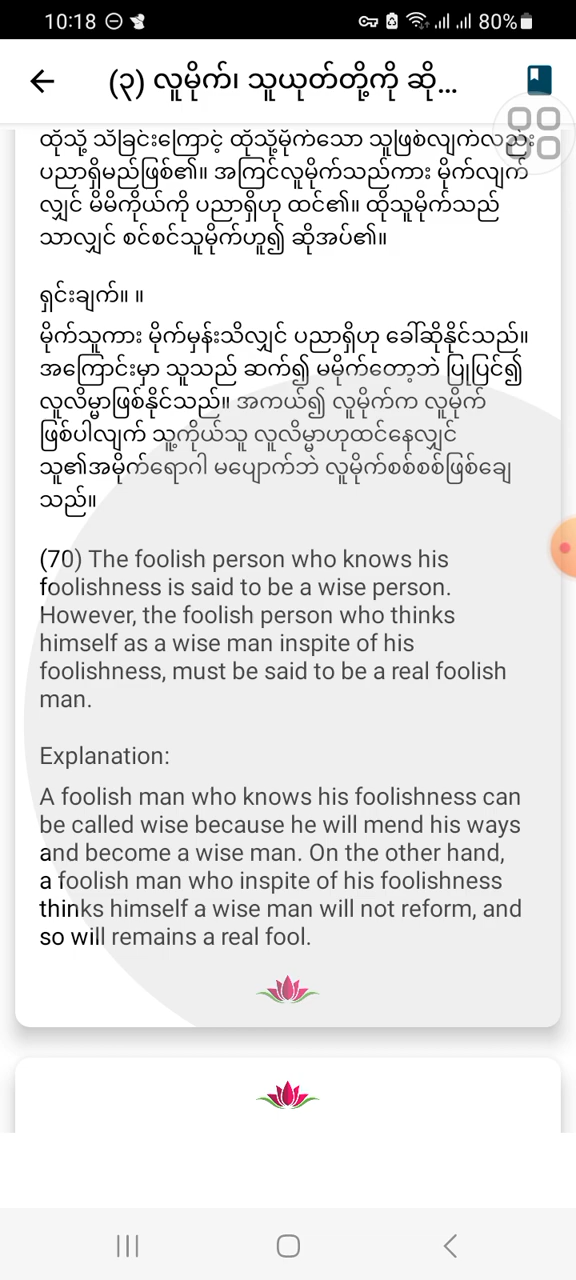 10:18
80%
(၃) လူမိုက်၊ သူယုတ်တို့ကို ဆို...
ထိုသို့ သိခြင်းကြောင့် ထိုသို့မိုက်သော သူဖြစ်လျက်လည်း
ပညာရှိမည်ဖြစ်၏။ အကြင်လူမိုက်သည်ကား မိုက်လျက်
လျှင် မိမိကိုယ်ကို ပညာရှိဟု ထင်၏။ ထိုသူမိုက်သည်
သာလျှင် စင်စင်သူမိုက်ဟူ၍ ဆိုအပ်၏။
ရှင်းချက်။ ။
မိုက်သူကား မိုက်မှန်းသိလျှင် ပညာရှိဟု ခေါ်ဆိုနိုင်သည်။
အကြောင်းမှာ သူသည် ဆက်၍ မမိုက်တော့ဘဲ ပြုပြင်၍
လူလိမ္မာဖြစ်နိုင်သည်။ အကယ်၍ လူမိုက်က လူမိုက်
ဖြစ်ပါလျက် သူ့ကိုယ်သူ လူလိမ္မာဟုထင်နေလျှင်
သူ၏အမိုက်ရောဂါ မပျောက်ဘဲ လူမိုက်စစ်စစ်ဖြစ်ချေ
သည်။
(70) The foolish person who knows his
foolishness is said to be a wise person.
However, the foolish person who thinks
himself as a wise man inspite of his
foolishness, must be said to be a real foolish
man.
Explanation:
A foolish man who knows his foolishness can
be called wise because he will mend his ways
and become a wise man. On the other hand,
a foolish man who inspite of his foolishness
thinks himself a wise man will not reform, and
so will remains a real fool.